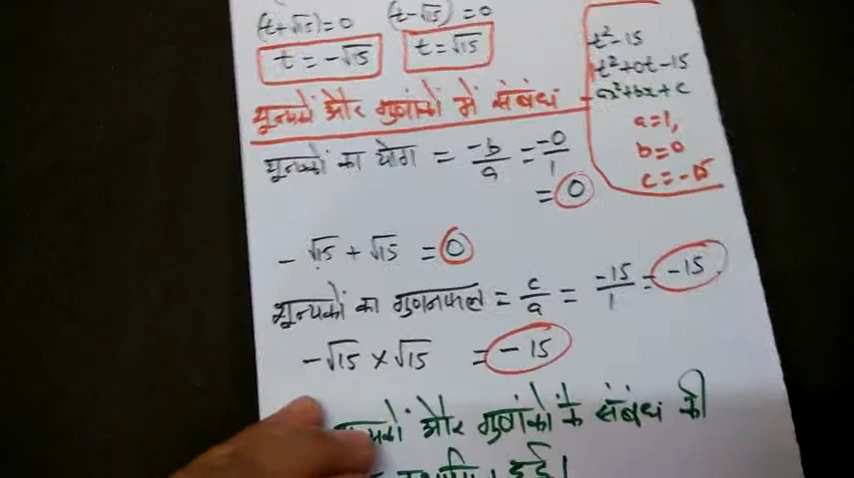 (t+√15)=0 (t-√15)=0
t = -√15 t = √15
t²-15
t²+0t-15
ax²+bx+c
a=1,
b=0
c=-15
शून्यकों और गुणांकों में संबंध -
शून्यकों का योग = -b/a = -0/1
= 0
- √15 + √15 = 0
शून्यकों का गुणनफल = c/a = -15/1 = -15
-√15 × √15 = -15
और गुणांकों के संबंध की
हुई।